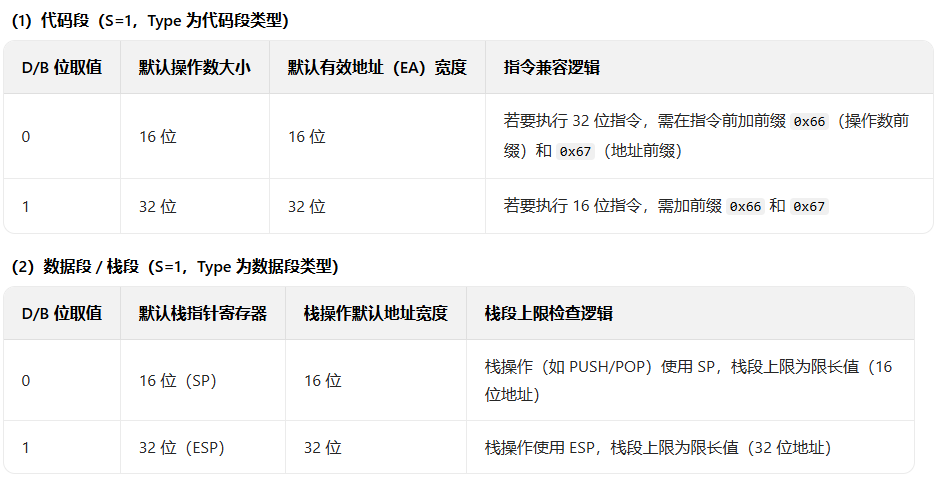 （1）代码段（S=1，Type 为代码段类型）
D/B 位取值 默认操作数大小 默认有效地址（EA）宽度 指令兼容逻辑
0 16 位 16 位 若要执行 32 位指令，需在指令前加前缀 0x66（操作数前
缀）和 0x67（地址前缀）
1 32 位 32 位 若要执行 16 位指令，需加前缀 0x66 和 0x67
（2）数据段 / 栈段（S=1，Type 为数据段类型）
D/B 位取值 默认栈指针寄存器 栈操作默认地址宽度 栈段上限检查逻辑
0 16 位（SP） 16 位 栈操作（如 PUSH/POP）使用 SP，栈段上限为限长值（16
位地址）
1 32 位（ESP） 32 位 栈操作使用 ESP，栈段上限为限长值（32 位地址）